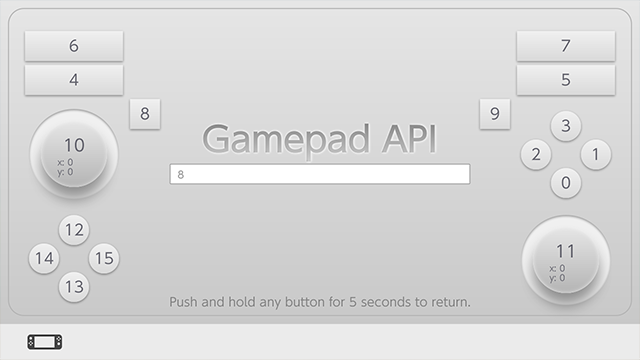 6
4
8
10
x: 0
y: 0
12
14
15
13
Gamepad API
8
Push and hold any button for 5 seconds to return.
7
5
9
3
2
1
0
11
x: 0
y: 0